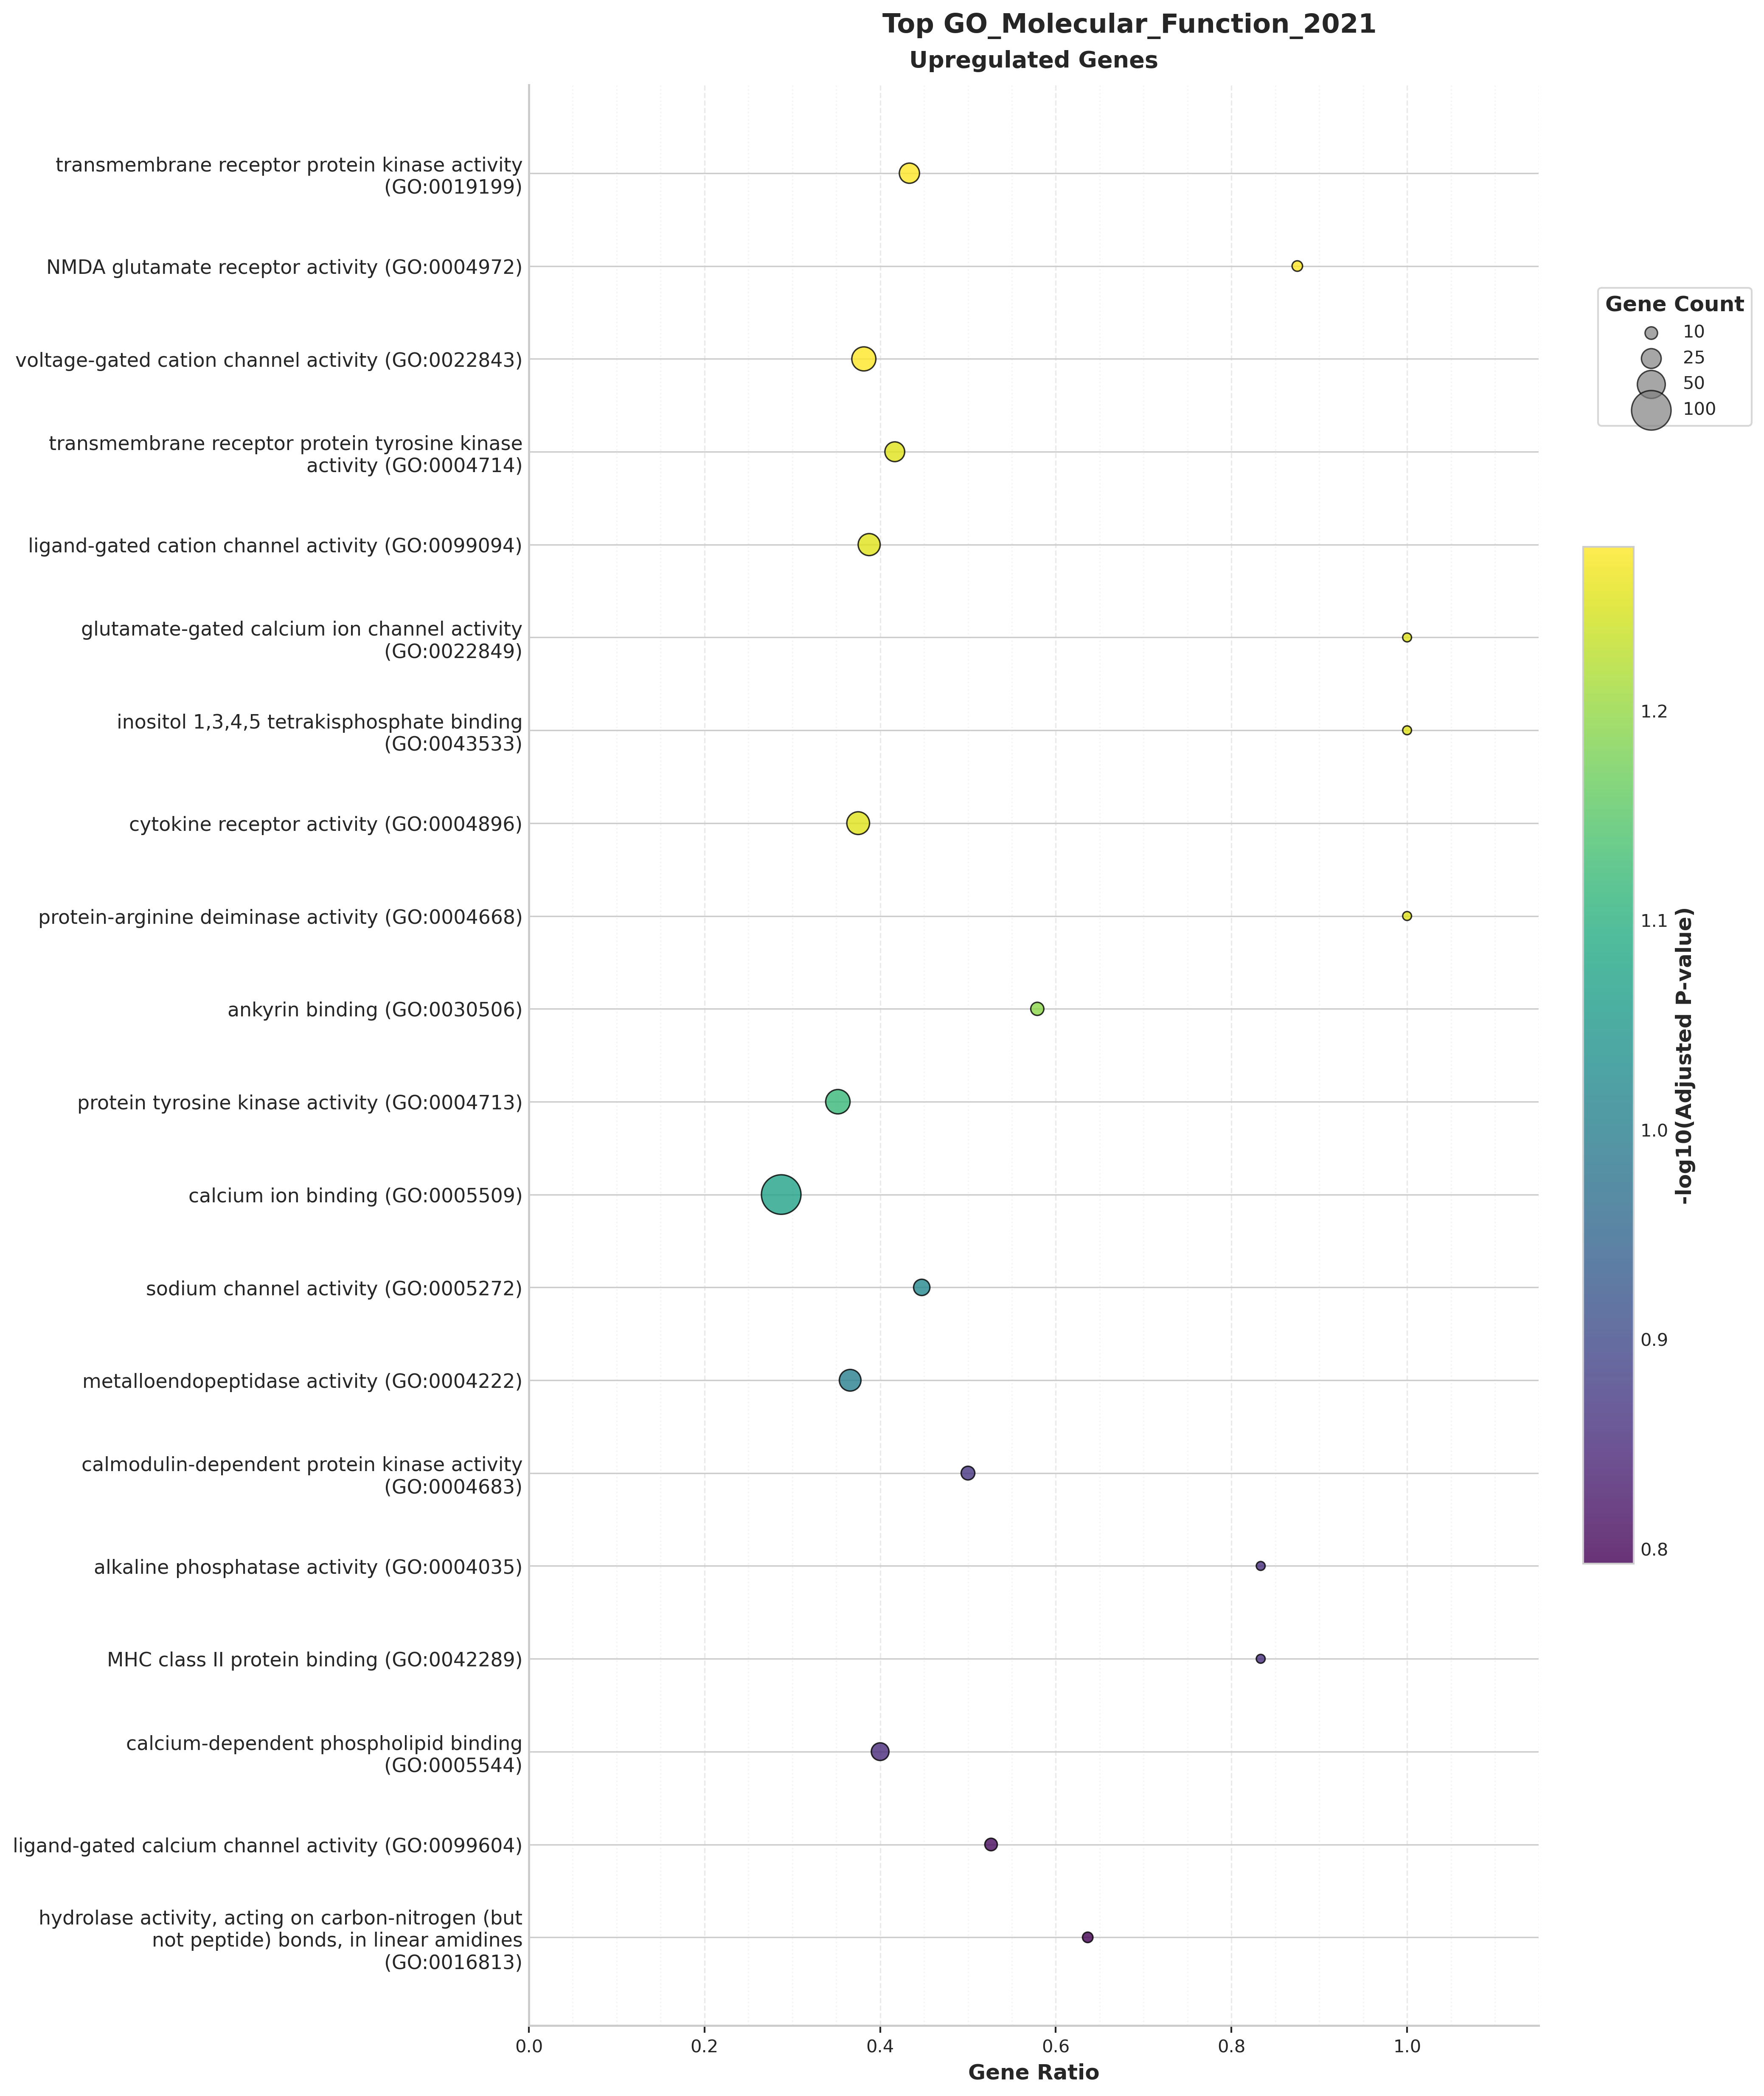 Top GO_Molecular_Function_2021
Upregulated Genes
transmembrane receptor protein kinase activity
(GO:0019199)
NMDA glutamate receptor activity (GO:0004972)
voltage-gated cation channel activity (GO:0022843)
transmembrane receptor protein tyrosine kinase
activity (GO:0004714)
ligand-gated cation channel activity (GO:0099094)
glutamate-gated calcium ion channel activity
(GO:0022849)
inositol 1,3,4,5 tetrakisphosphate binding
(GO:0043533)
cytokine receptor activity (GO:0004896)
protein-arginine deiminase activity (GO:0004668)
ankyrin binding (GO:0030506)
protein tyrosine kinase activity (GO:0004713)
calcium ion binding (GO:0005509)
sodium channel activity (GO:0005272)
metalloendopeptidase activity (GO:0004222)
calmodulin-dependent protein kinase activity
(GO:0004683)
alkaline phosphatase activity (GO:0004035)
MHC class II protein binding (GO:0042289)
calcium-dependent phospholipid binding
(GO:0005544)
ligand-gated calcium channel activity (GO:0099604)
hydrolase activity, acting on carbon-nitrogen (but
not peptide) bonds, in linear amidines
(GO:0016813)
0.0
0.2
0.4
0.6
0.8
1.0
Gene Ratio
Gene Count
10
25
50
100
1.2
1.1
1.0
0.9
0.8
-log10(Adjusted P-value)